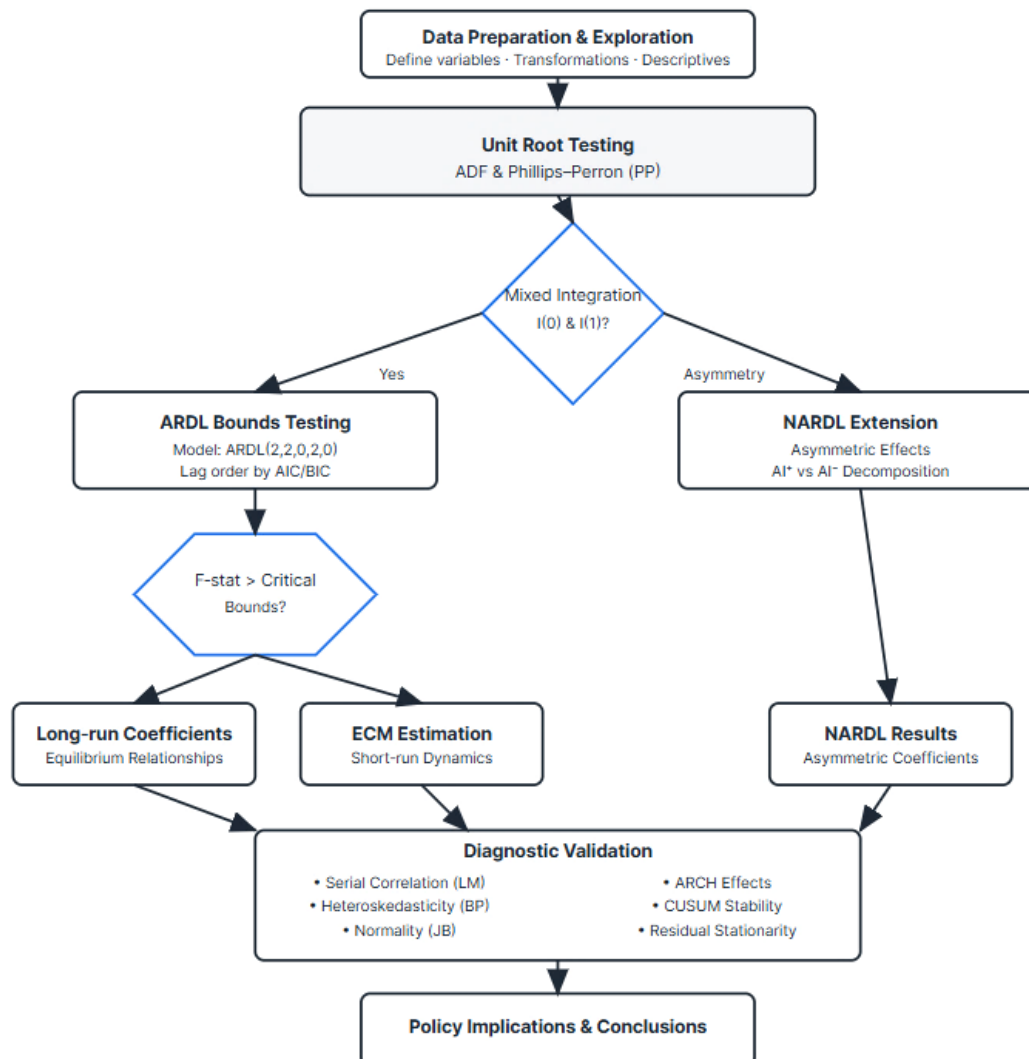 Data Preparation & Exploration
Define variables · Transformations · Descriptives
Unit Root Testing
ADF & Phillips–Perron (PP)
Mixed Integration
I(0) & I(1)?
Yes
Asymmetry
ARDL Bounds Testing
Model: ARDL(2,2,0,2,0)
Lag order by AIC/BIC
NARDL Extension
Asymmetric Effects
AI⁺ vs AI⁻ Decomposition
F-stat > Critical
Bounds?
Long-run Coefficients
Equilibrium Relationships
ECM Estimation
Short-run Dynamics
NARDL Results
Asymmetric Coefficients
Diagnostic Validation
• Serial Correlation (LM)
• Heteroskedasticity (BP)
• Normality (JB)
• ARCH Effects
• CUSUM Stability
• Residual Stationarity
Policy Implications & Conclusions